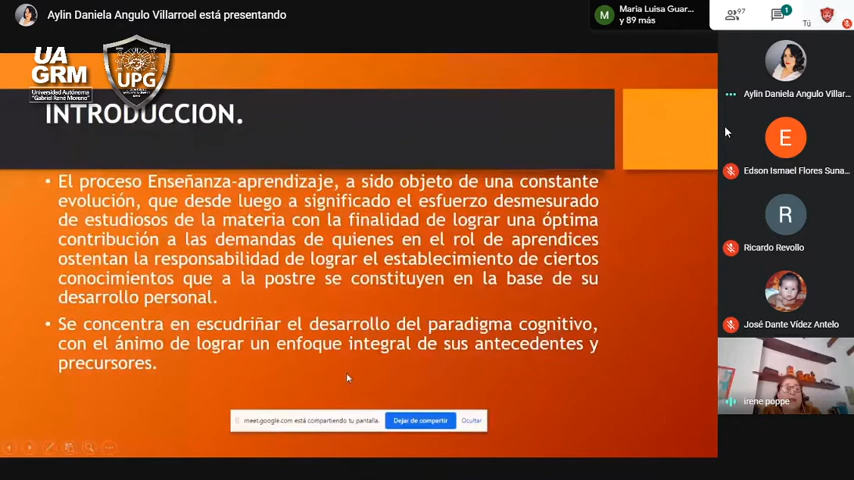 Aylin Daniela Angulo Villarroel está presentando
Maria Luisa Guar...
y 89 más
97
1
Tú
UA
GRM
Universidad Autónoma
"Gabriel René Moreno"
UPG
INTRODUCCION.
• El proceso Enseñanza-aprendizaje, a sido objeto de una constante
evolución, que desde luego a significado el esfuerzo desmesurado
de estudiosos de la materia con la finalidad de lograr una óptima
contribución a las demandas de quienes en el rol de aprendices
ostentan la responsabilidad de lograr el establecimiento de ciertos
conocimientos que a la postre se constituyen en la base de su
desarrollo personal.
• Se concentra en escudriñar el desarrollo del paradigma cognitivo,
con el ánimo de lograr un enfoque integral de sus antecedentes y
precursores.
meet.google.com está compartiendo tu pantalla.
Dejar de compartir
Ocultar
M
Aylin Daniela Angulo Villar...
E
Edson Ismael Flores Suna...
R
Ricardo Revollo
José Dante Vídez Antelo
irene poppe